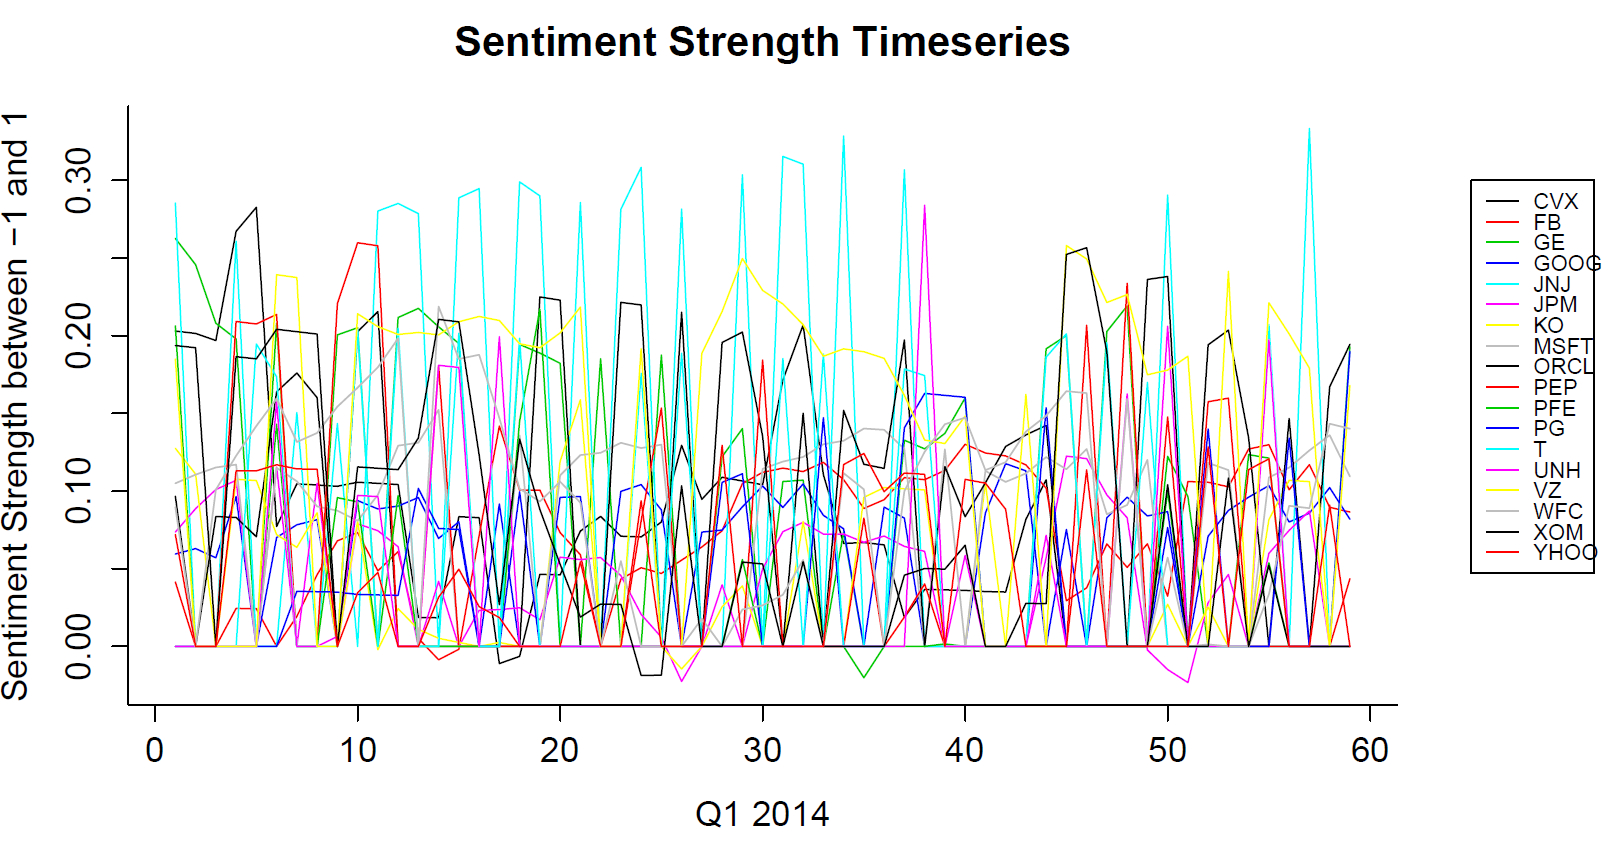 Sentiment Strength Timeseries
Sentiment Strength between −1 and 1
0.30
0.20
0.10
0.00
0 10 20 30 40 50 60
Q1 2014
CVX
FB
GE
GOOG
JNJ
JPM
KO
MSFT
ORCL
PEP
PFE
PG
T
UNH
VZ
WFC
XOM
YHOO